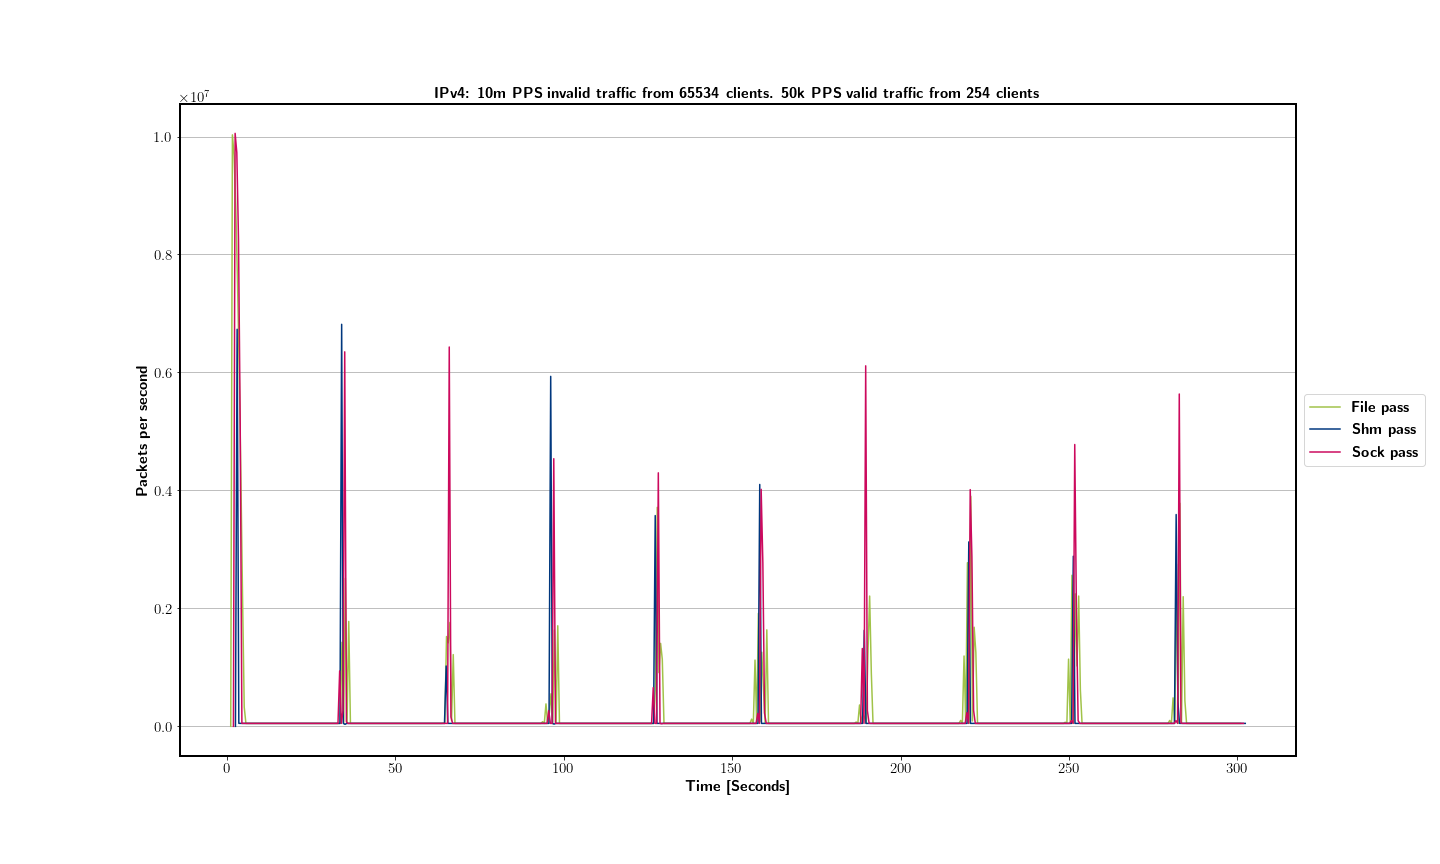 IPv4: 10m PPS invalid traffic from 65534 clients. 50k PPS valid traffic from 254 clients
×10⁷
1.0
0.8
0.6
0.4
0.2
0.0
Packets per second
0 50 100 150 200 250 300
Time [Seconds]
File pass
Shm pass
Sock pass